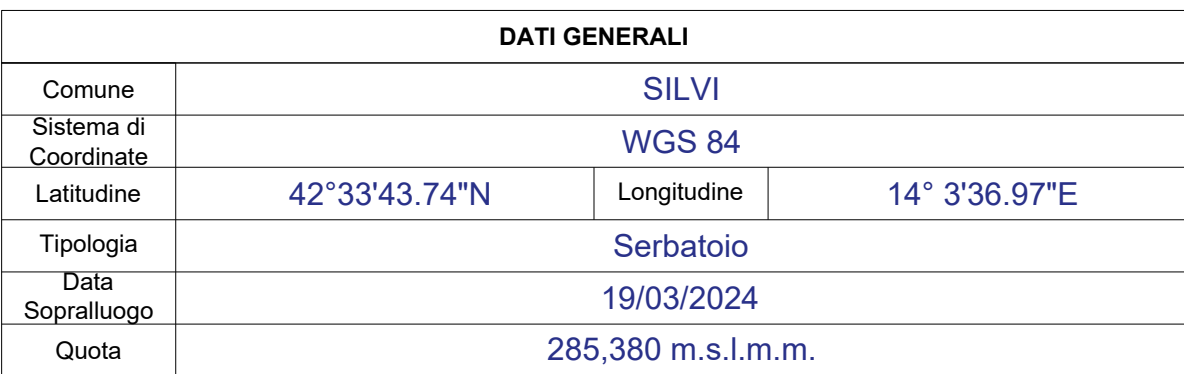 DATI GENERALI
Comune SILVI
Sistema di
Coordinate WGS 84
Latitudine 42°33'43.74"N Longitudine 14° 3'36.97"E
Tipologia Serbatoio
Data
Sopralluogo 19/03/2024
Quota 285,380 m.s.l.m.m.